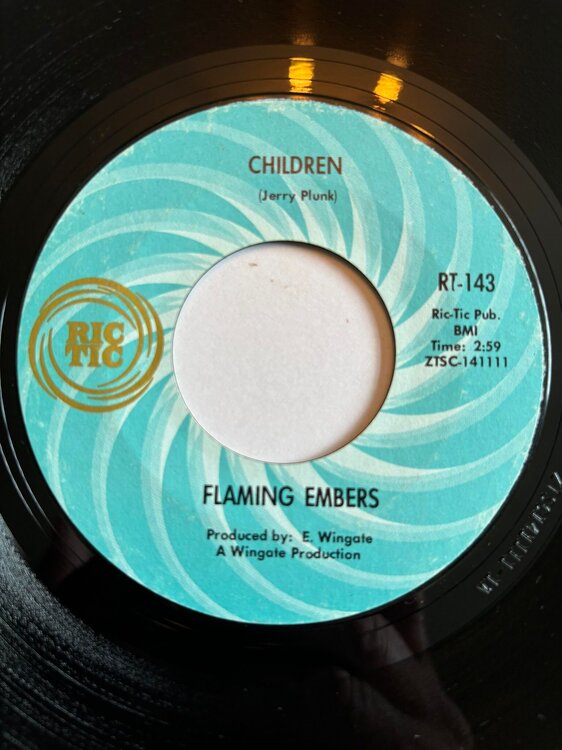 CHILDREN
(Jerry Plunk)
RT-143
Ric-Tic Pub.
BMI
Time: 2:59
ZTSC-141111
RIC
TIC
FLAMING EMBERS
Produced by: E. Wingate
A Wingate Production